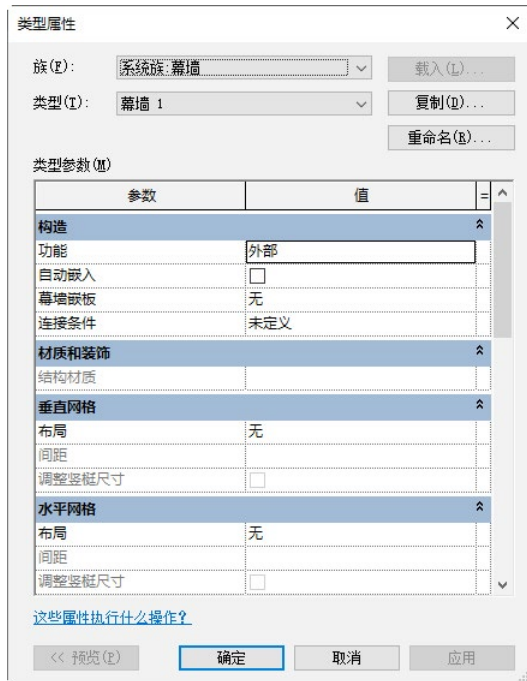 类型属性
族(F): 系统族:幕墙 载入(L)...
类型(T): 幕墙 1 复制(D)...
重命名(R)...
类型参数(M)
参数 值 =
构造
功能 外部
自动嵌入
幕墙嵌板 无
连接条件 未定义
材质和装饰
结构材质
垂直网格
布局 无
间距
调整竖梃尺寸
水平网格
布局 无
间距
调整竖梃尺寸
这些属性执行什么操作?
<< 预览(P) 确定 取消 应用